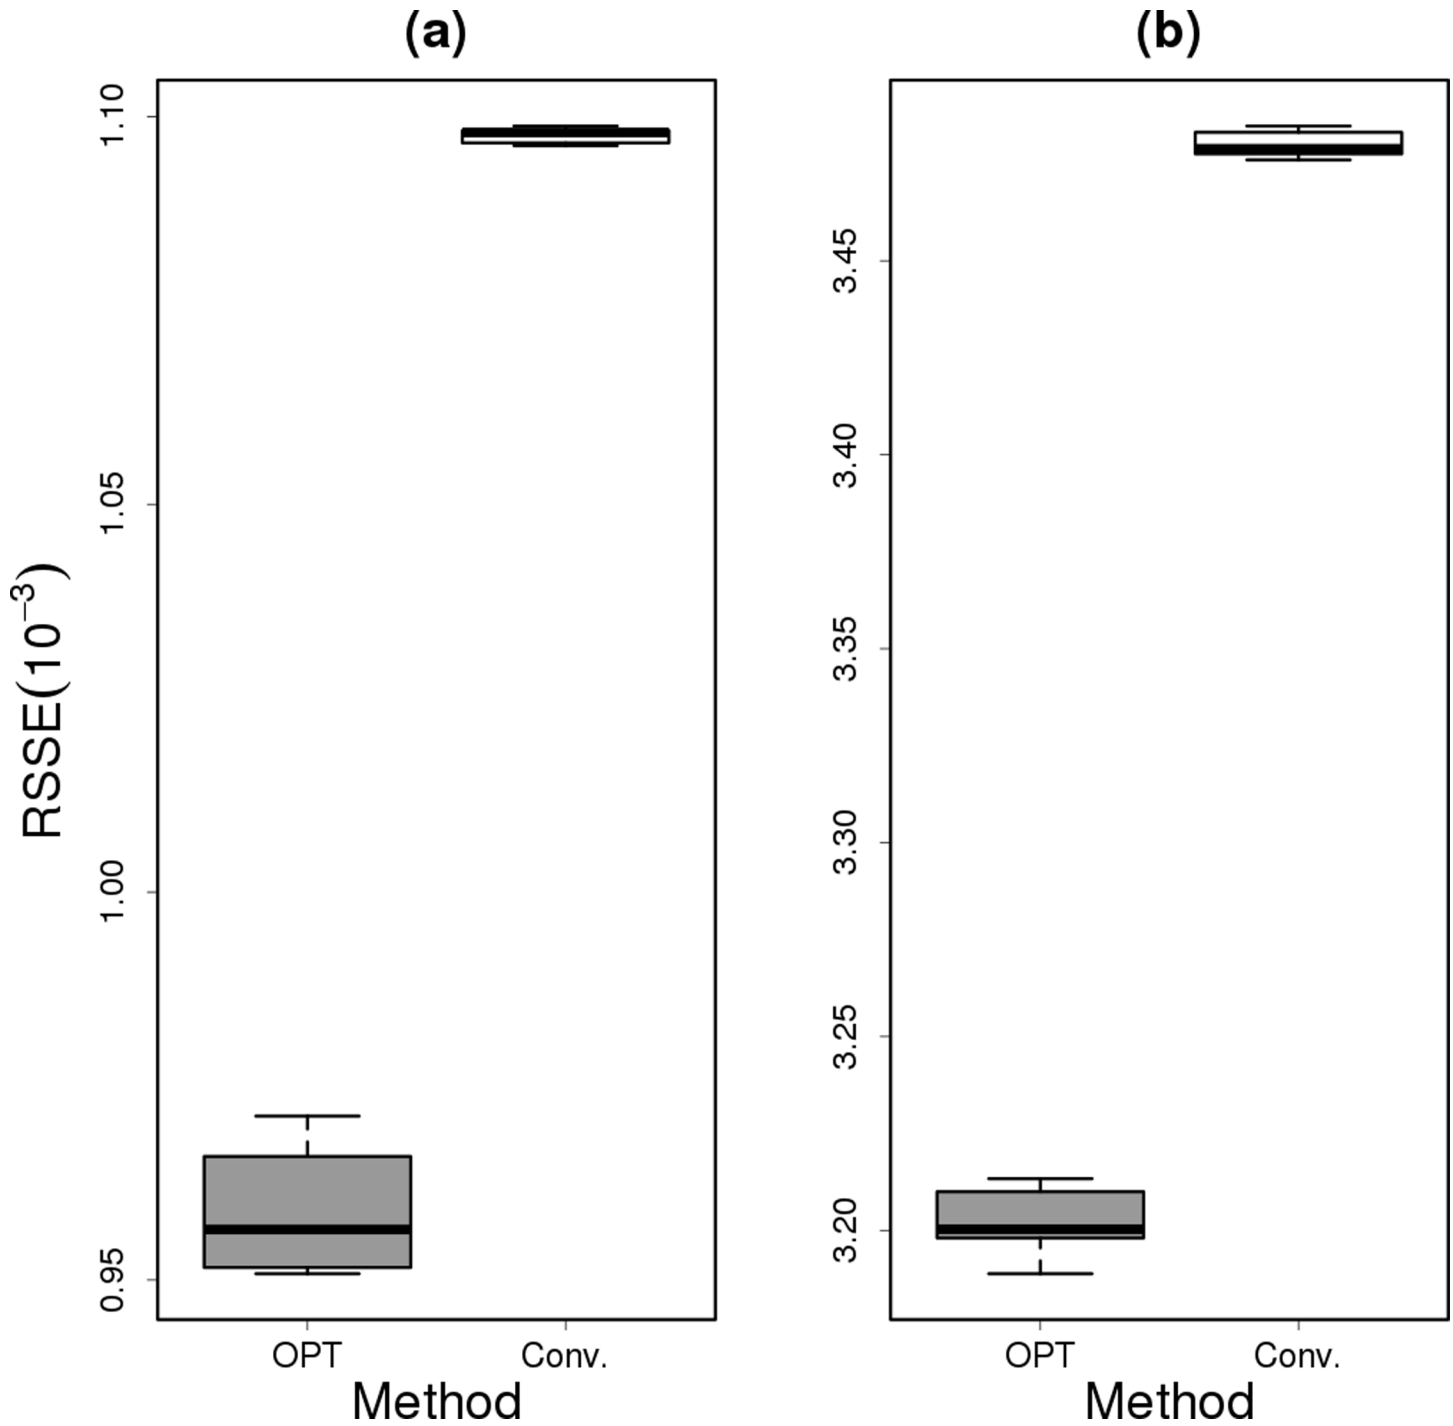 (a)
(b)
RSSE(10⁻³)
1.10
1.05
1.00
0.95
OPT
Conv.
Method
3.45
3.40
3.35
3.30
3.25
3.20
OPT
Conv.
Method